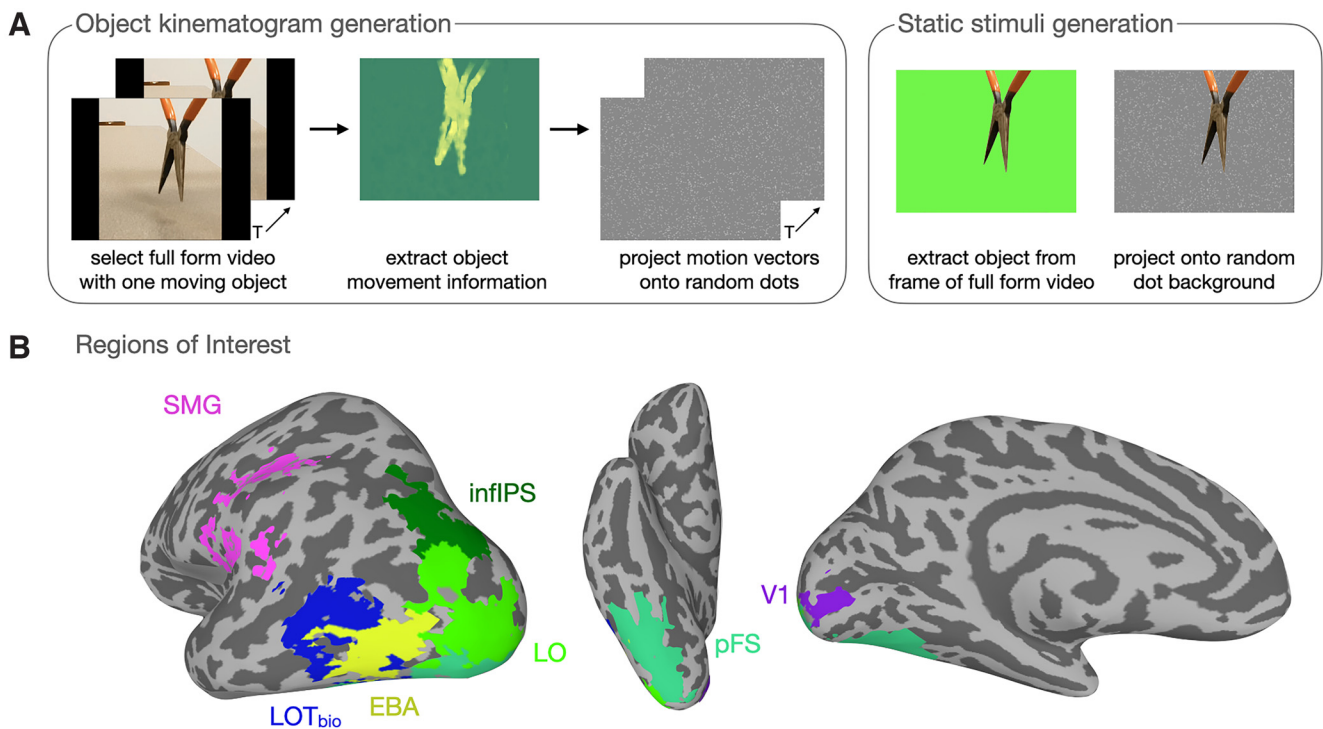 A
Object kinematogram generation
Static stimuli generation
T
T
select full form video
with one moving object
extract object
movement information
project motion vectors
onto random dots
extract object from
frame of full form video
project onto random
dot background
B
Regions of Interest
SMG
infIPS
V1
pFS
LO
EBA
LOTbio